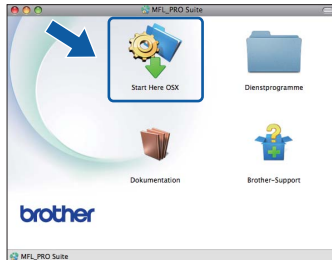 MFL_PRO Suite
Start Here OSX
Dienstprogramme
Dokumentation
Brother-Support
brother
MFL_PRO Suite